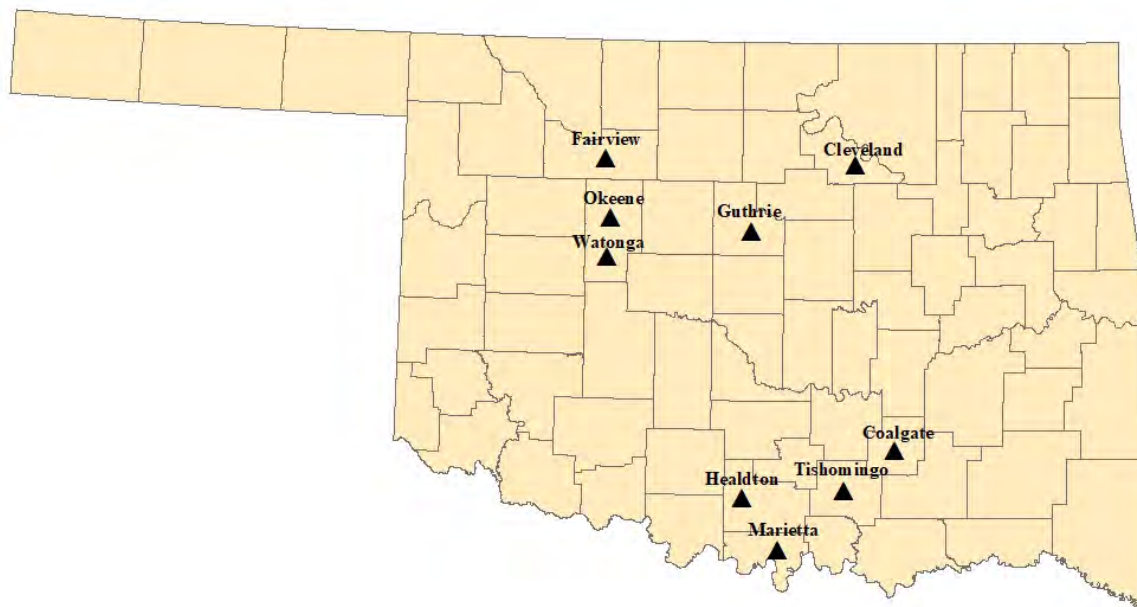 Fairview
Cleveland
Okeene
Guthrie
Watonga
Coalgate
Tishomingo
Healdton
Marietta